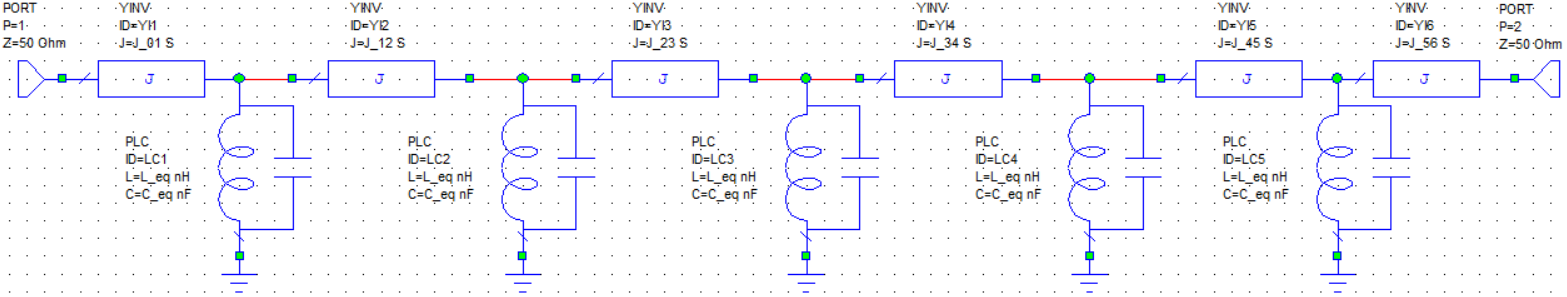 PORT
P=1
Z=50 Ohm
YINV
ID=YI1
J=J_01 S
YINV
ID=YI2
J=J_12 S
YINV
ID=YI3
J=J_23 S
YINV
ID=YI4
J=J_34 S
YINV
ID=YI5
J=J_45 S
YINV
ID=YI6
J=J_56 S
PORT
P=2
Z=50 Ohm
J
J
J
J
J
J
PLC
ID=LC1
L=L_eq nH
C=C_eq nF
PLC
ID=LC2
L=L_eq nH
C=C_eq nF
PLC
ID=LC3
L=L_eq nH
C=C_eq nF
PLC
ID=LC4
L=L_eq nH
C=C_eq nF
PLC
ID=LC5
L=L_eq nH
C=C_eq nF